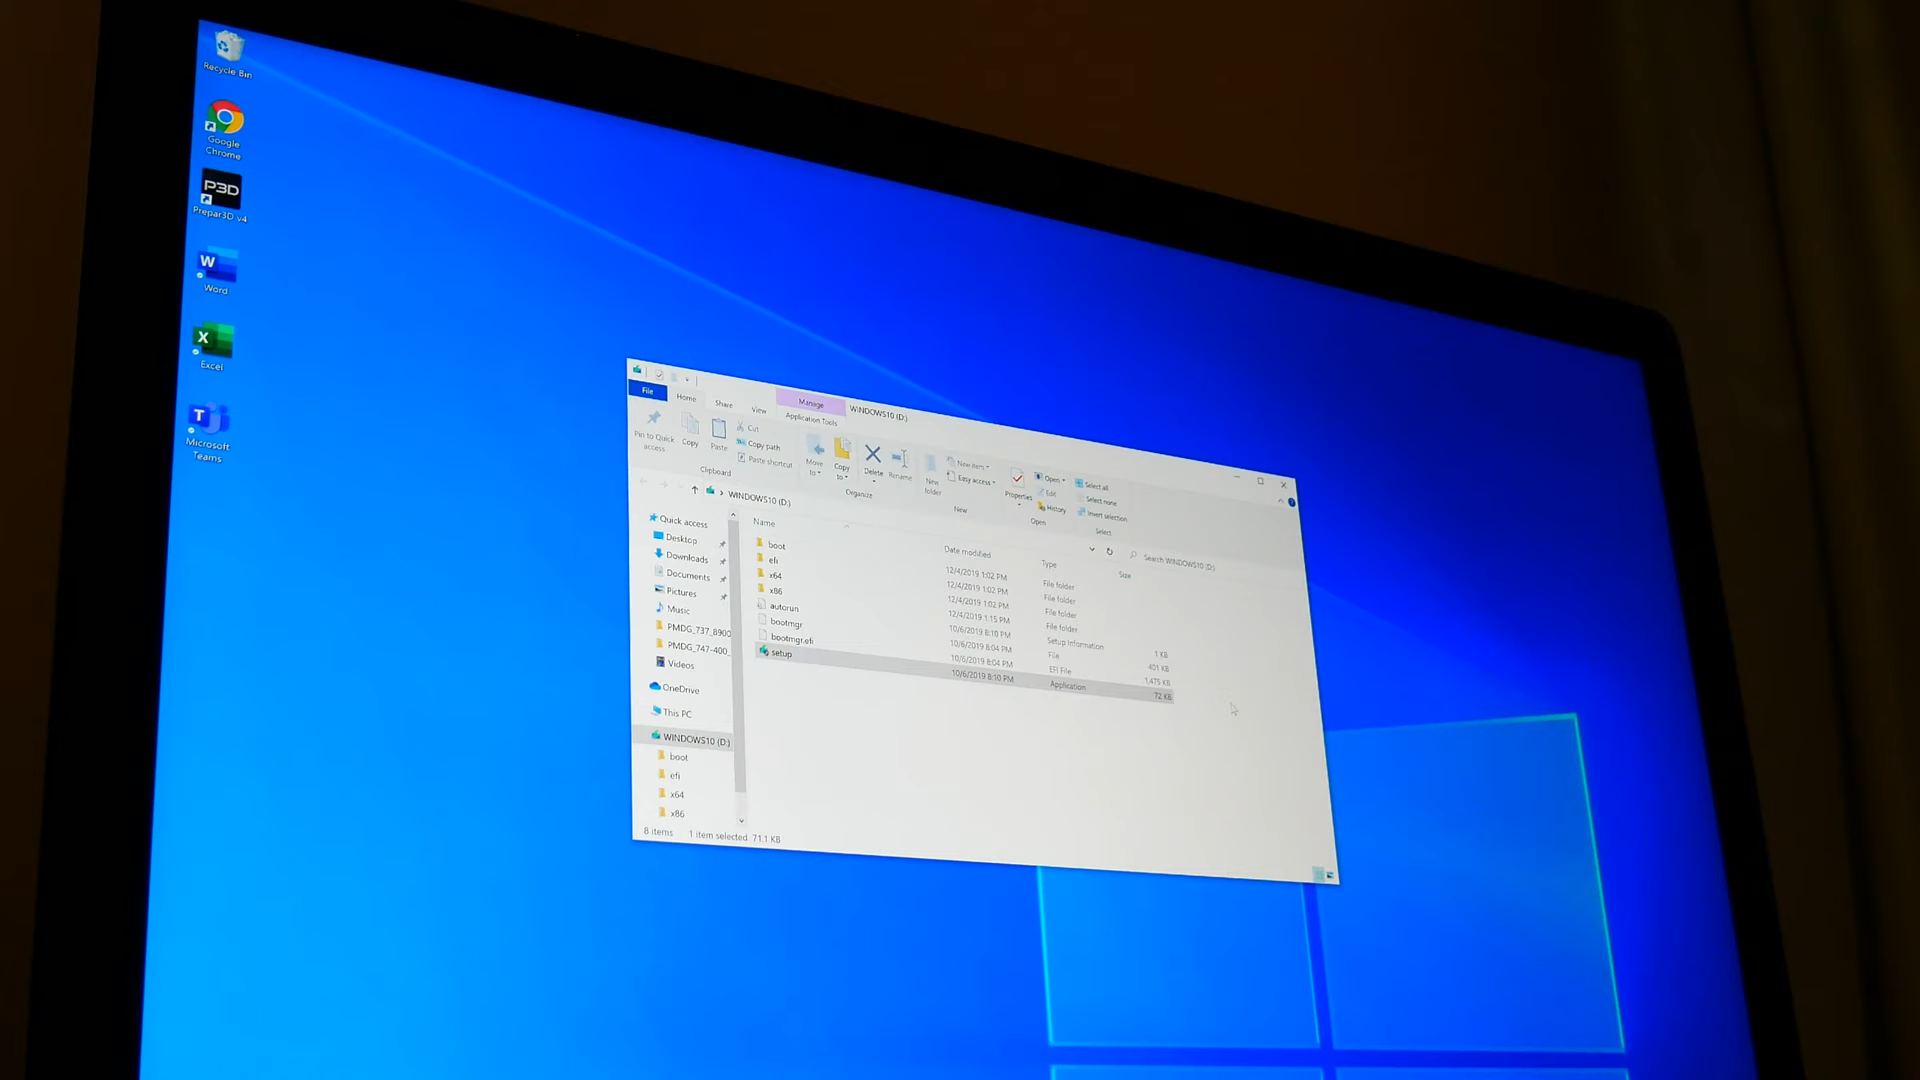 Recycle Bin
Google
Chrome
P3D
Prepar3D v4
W
Word
X
Excel
T
Microsoft
Teams
Manage
WINDOWS10 (D:)
File
Home
Share
View
Application Tools
Pin to Quick
access
Copy
Paste
Cut
Copy path
Paste shortcut
Clipboard
Move
to
Copy
to
Delete
Rename
Organize
New
folder
New item
Easy access
New
Properties
Open
Edit
History
Open
Select all
Select none
Invert selection
Select
WINDOWS10 (D:)
Search WINDOWS10 (D:)
Quick access
Desktop
Downloads
Documents
Pictures
Music
PMDG_737_8900
PMDG_747-400_
Videos
OneDrive
This PC
WINDOWS10 (D:)
boot
efi
x64
x86
Name
Date modified
Type
Size
boot
12/4/2019 1:02 PM
File folder
efi
12/4/2019 1:02 PM
File folder
x64
12/4/2019 1:02 PM
File folder
x86
12/4/2019 1:15 PM
File folder
autorun
10/6/2019 8:10 PM
Setup Information
1 KB
bootmgr
10/6/2019 8:04 PM
File
401 KB
bootmgr.efi
10/6/2019 8:04 PM
EFI File
1,475 KB
setup
10/6/2019 8:10 PM
Application
72 KB
8 items
1 item selected 71.1 KB